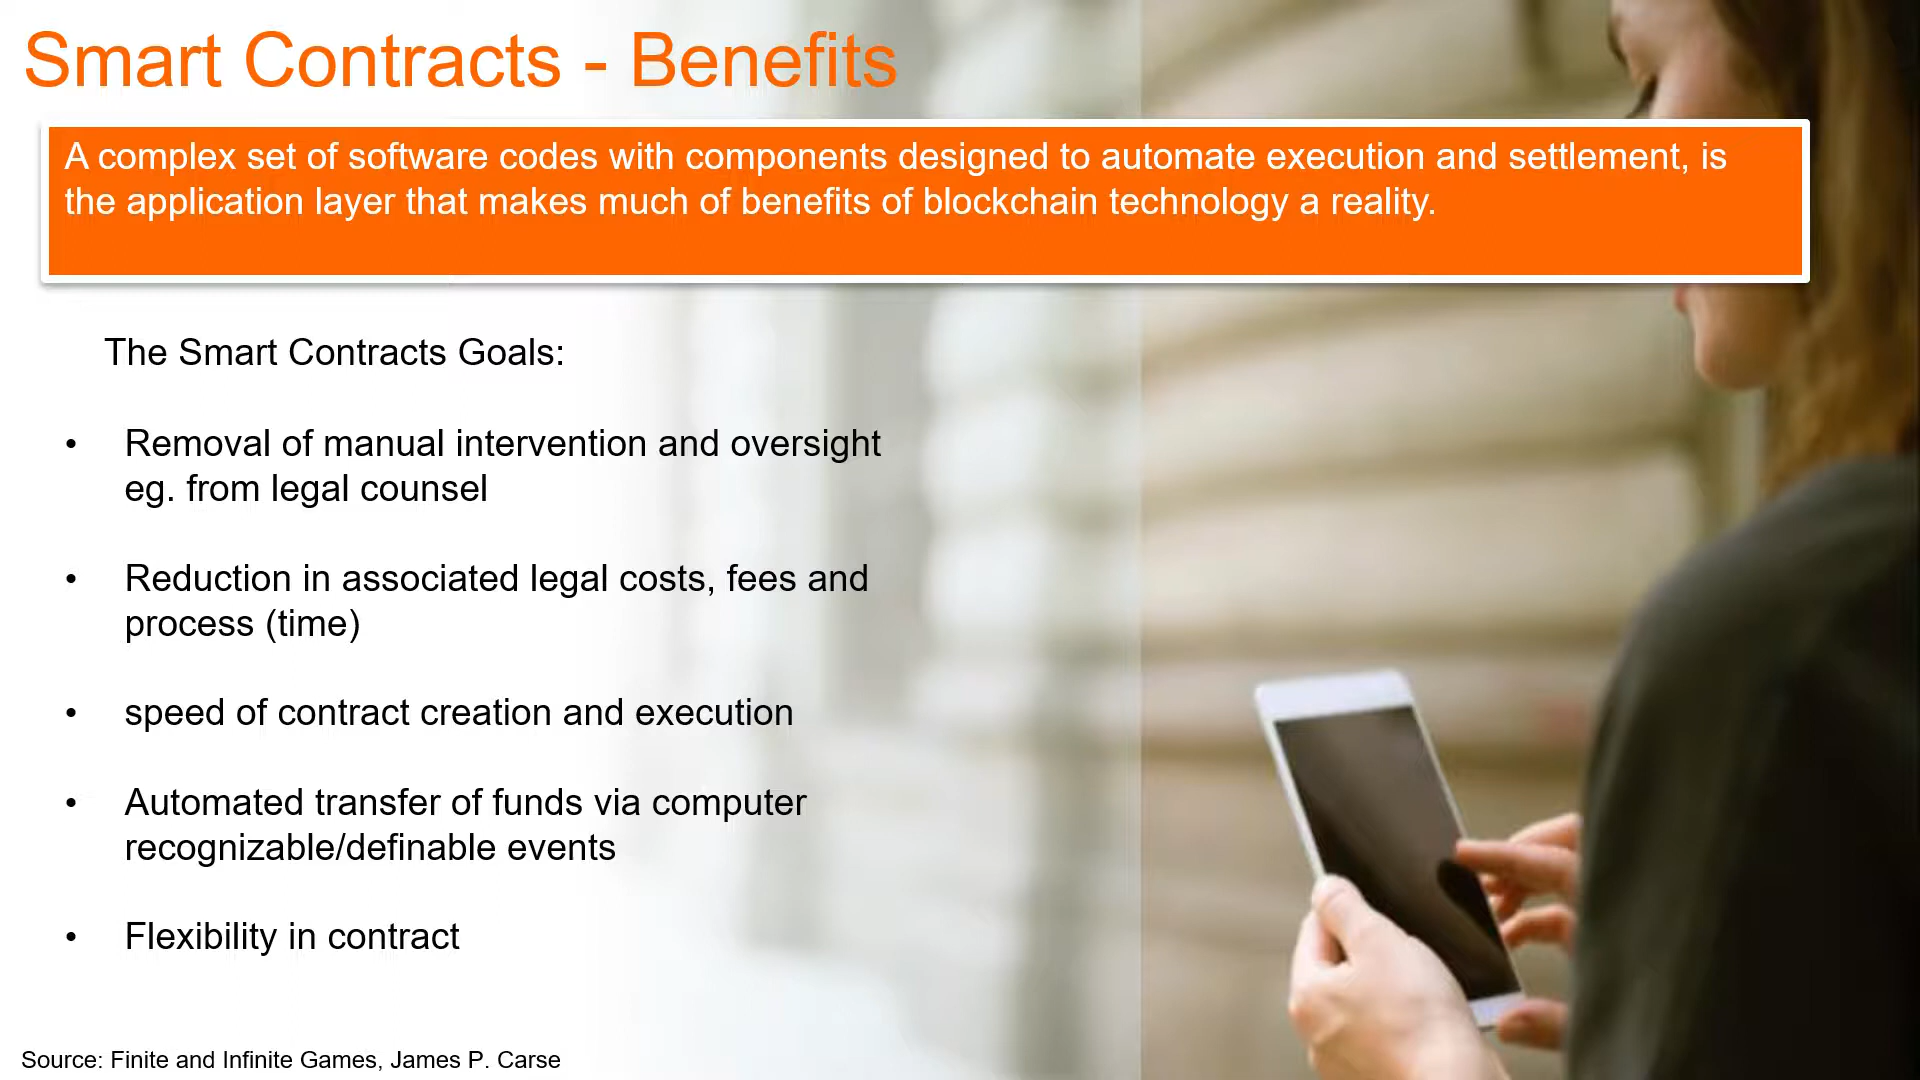 Smart Contracts - Benefits
A complex set of software codes with components designed to automate execution and settlement, is
the application layer that makes much of benefits of blockchain technology a reality.
The Smart Contracts Goals:
• Removal of manual intervention and oversight
eg. from legal counsel
• Reduction in associated legal costs, fees and
process (time)
• speed of contract creation and execution
• Automated transfer of funds via computer
recognizable/definable events
• Flexibility in contract
Source: Finite and Infinite Games, James P. Carse